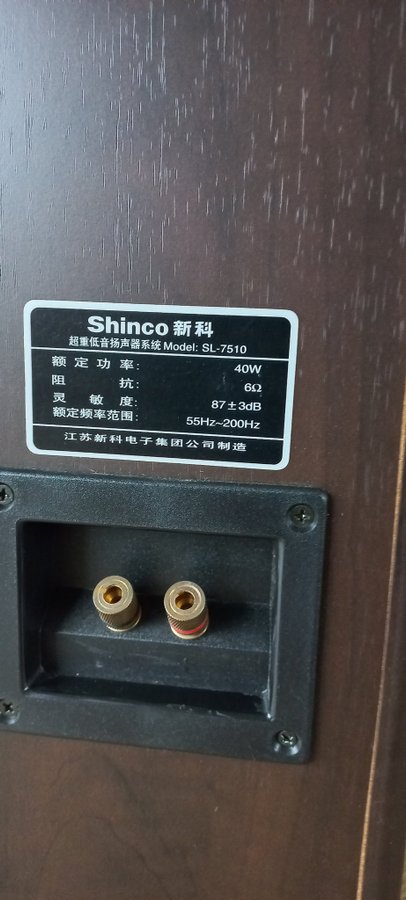 Shinco 新科
超重低音扬声器系统 Model: SL-7510
额定功率: 40W
阻抗: 6Ω
灵敏度: 87±3dB
额定频率范围: 55Hz~200Hz
江苏新科电子集团公司制造